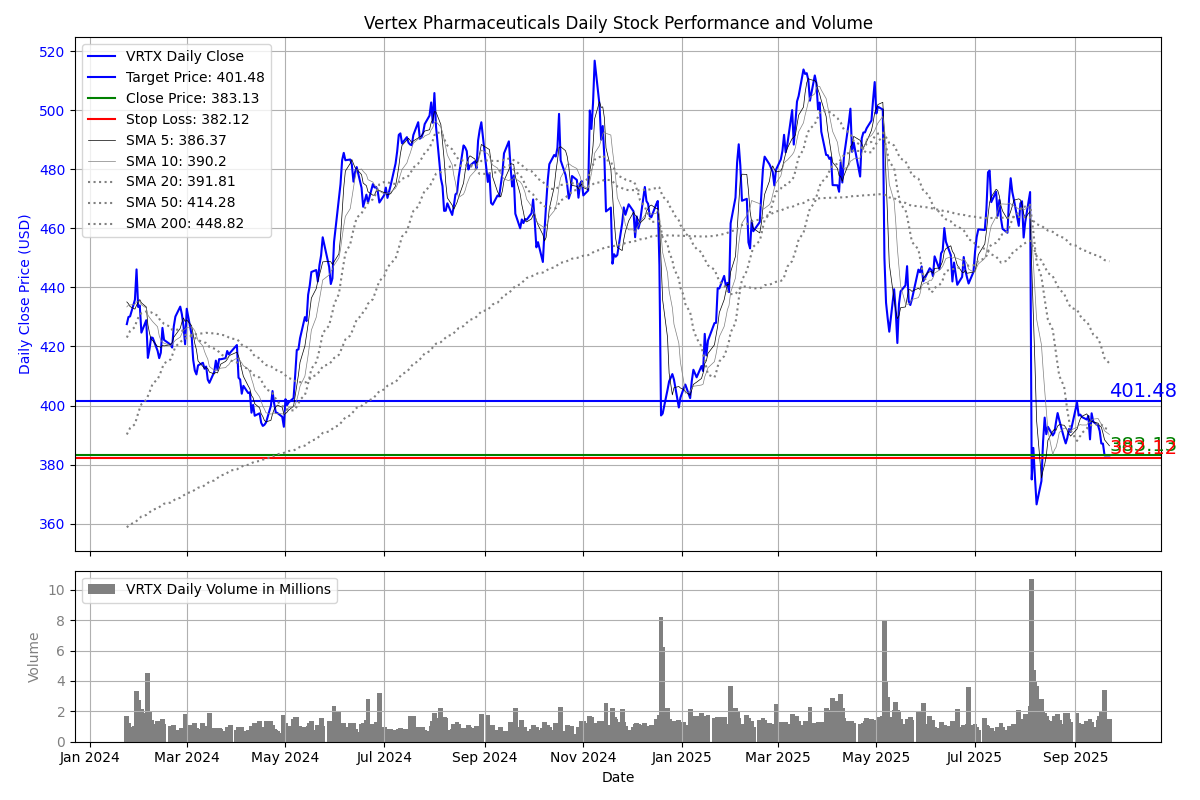 Vertex Pharmaceuticals Daily Stock Performance and Volume
520
500
480
460
440
420
400
380
360
Daily Close Price (USD)
VRTX Daily Close
Target Price: 401.48
Close Price: 383.13
Stop Loss: 382.12
SMA 5: 386.37
SMA 10: 390.2
SMA 20: 391.81
SMA 50: 414.28
SMA 200: 448.82
401.48
383.13
382.12
10
8
6
4
2
0
Volume
VRTX Daily Volume in Millions
Jan 2024 Mar 2024 May 2024 Jul 2024 Sep 2024 Nov 2024 Jan 2025 Mar 2025 May 2025 Jul 2025 Sep 2025
Date